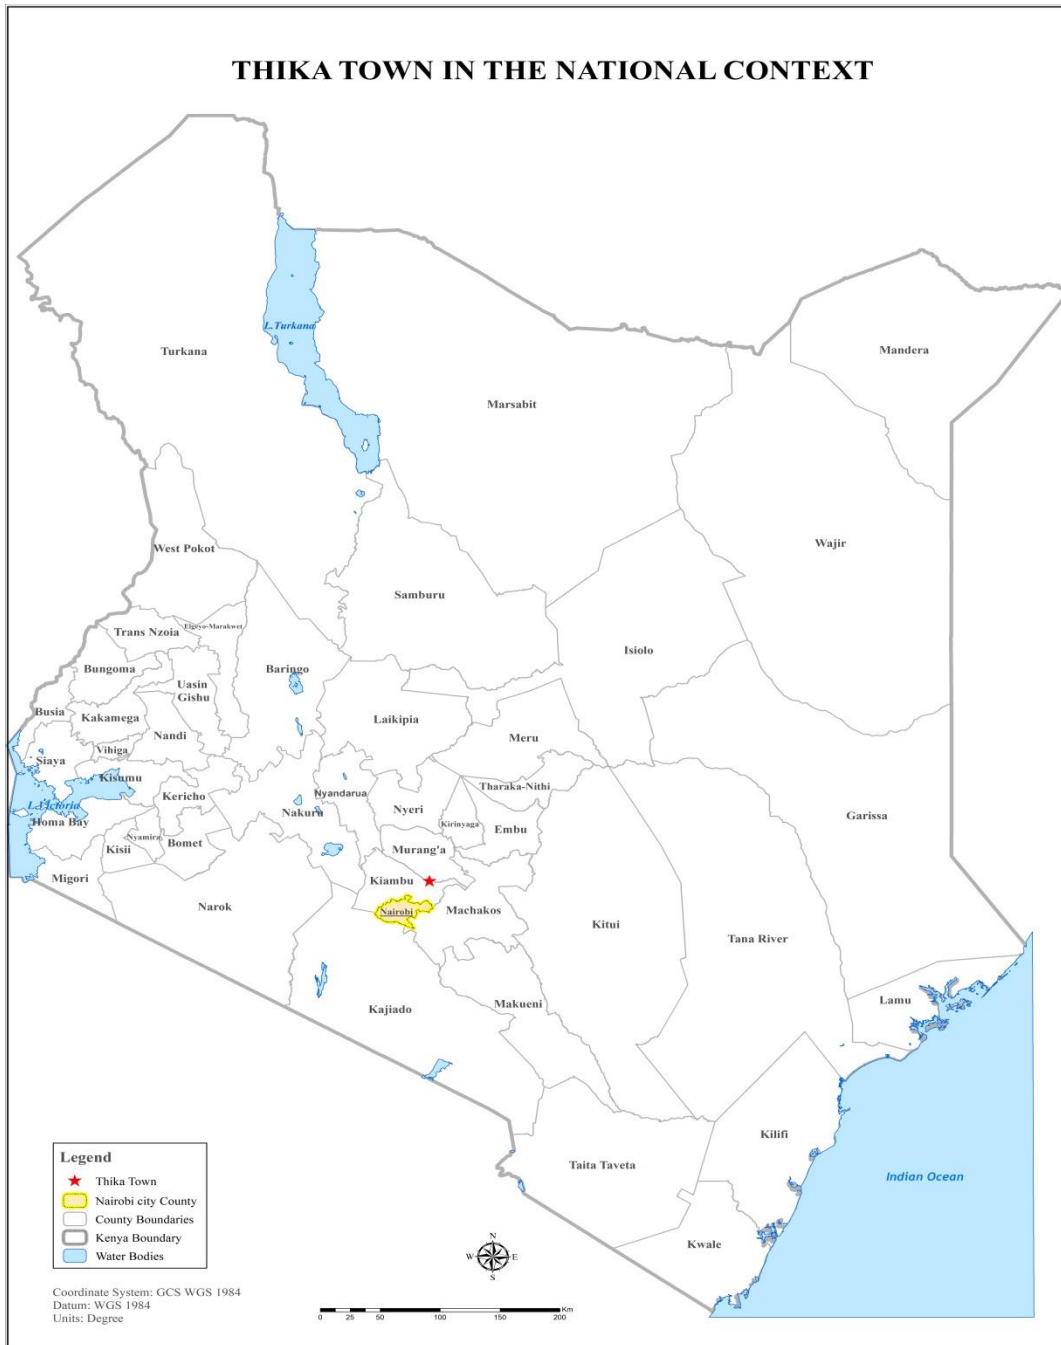 THIKA TOWN IN THE NATIONAL CONTEXT
L.Turkana
Turkana
Mandera
Marsabit
Wajir
West Pokot
Samburu
Elgeyo-Marakwet
Trans Nzoia
Isiolo
Bungoma
Baringo
Uasin
Gishu
Busia
Kakamega
Laikipia
Nandi
Meru
Vihiga
Siaya
Kisumu
Tharaka-Nithi
Kericho
Nyandarua
L.Victoria
Nyeri
Nakuru
Garissa
Homa Bay
Kirinyaga
Embu
Nyamira
Bomet
Kisii
Murang'a
Migori
Kiambu
Narok
Nairobi
Machakos
Kitui
Tana River
Lamu
Makueni
Kajiado
Kilifi
Taita Taveta
Indian Ocean
Kwale
Legend
Thika Town
Nairobi city County
County Boundaries
Kenya Boundary
Water Bodies
N
W E
S
Coordinate System: GCS WGS 1984
Datum: WGS 1984
Units: Degree
Km
0 25 50 100 150 200